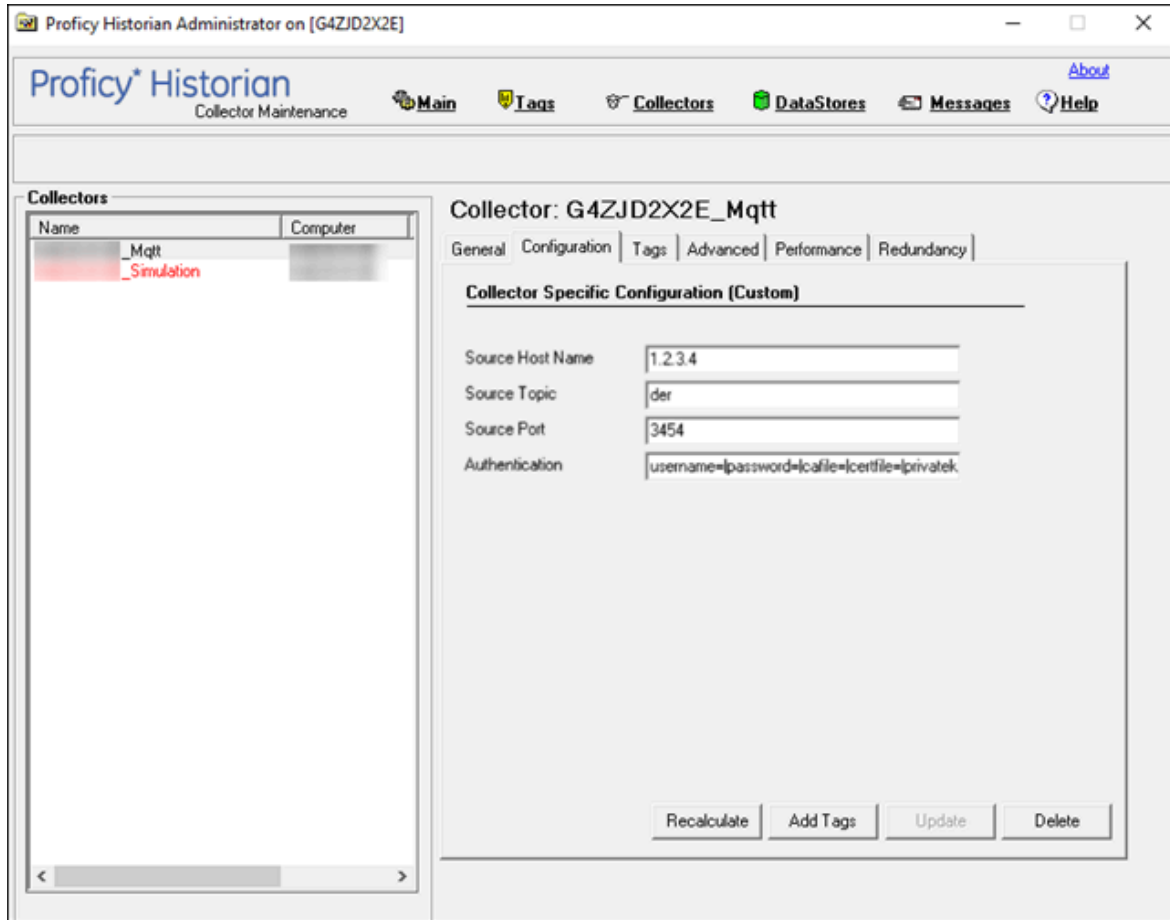 Proficy Historian Administrator on [G4ZJD2X2E]
About
Proficy* Historian
Collector Maintenance
Main Tags Collectors DataStores Messages Help
Collectors
Name Computer
_Mqtt
_Simulation
Collector: G4ZJD2X2E_Mqtt
General Configuration Tags Advanced Performance Redundancy
Collector Specific Configuration (Custom)
Source Host Name 1.2.3.4
Source Topic der
Source Port 3454
Authentication username=|password=|cafile=|certfile=|privatek
Recalculate Add Tags Update Delete